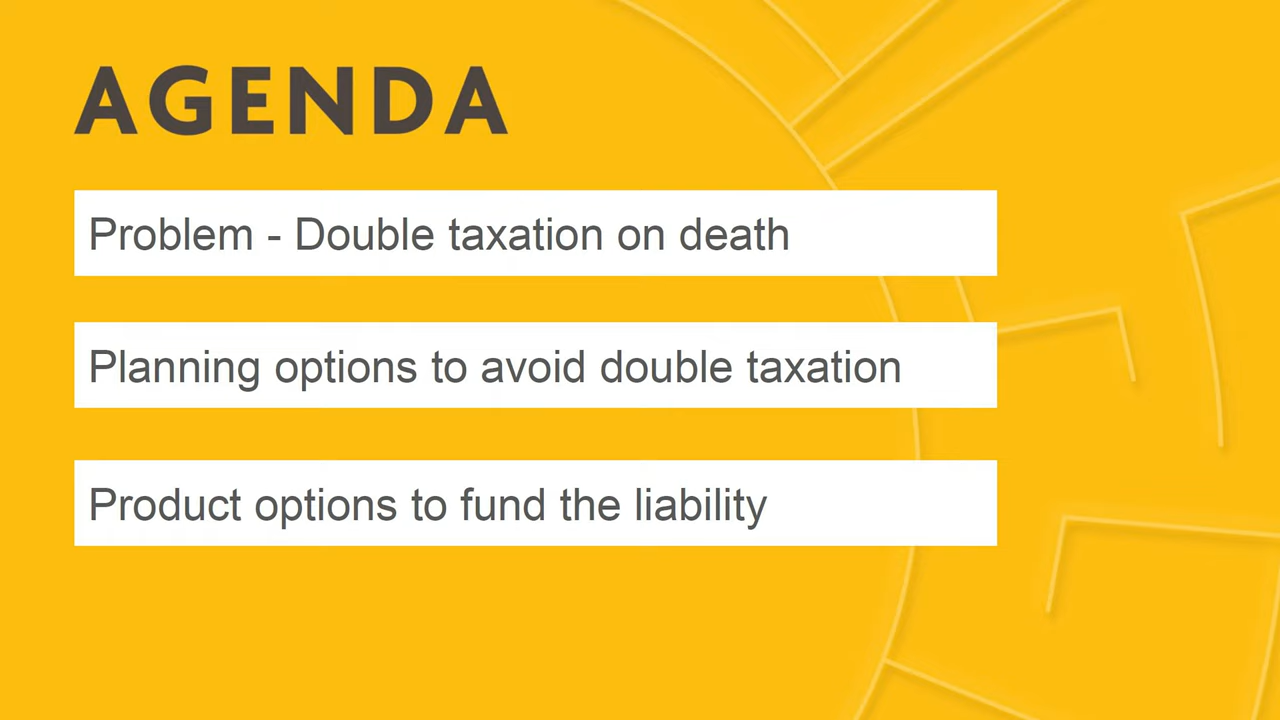 AGENDA
Problem - Double taxation on death
Planning options to avoid double taxation
Product options to fund the liability